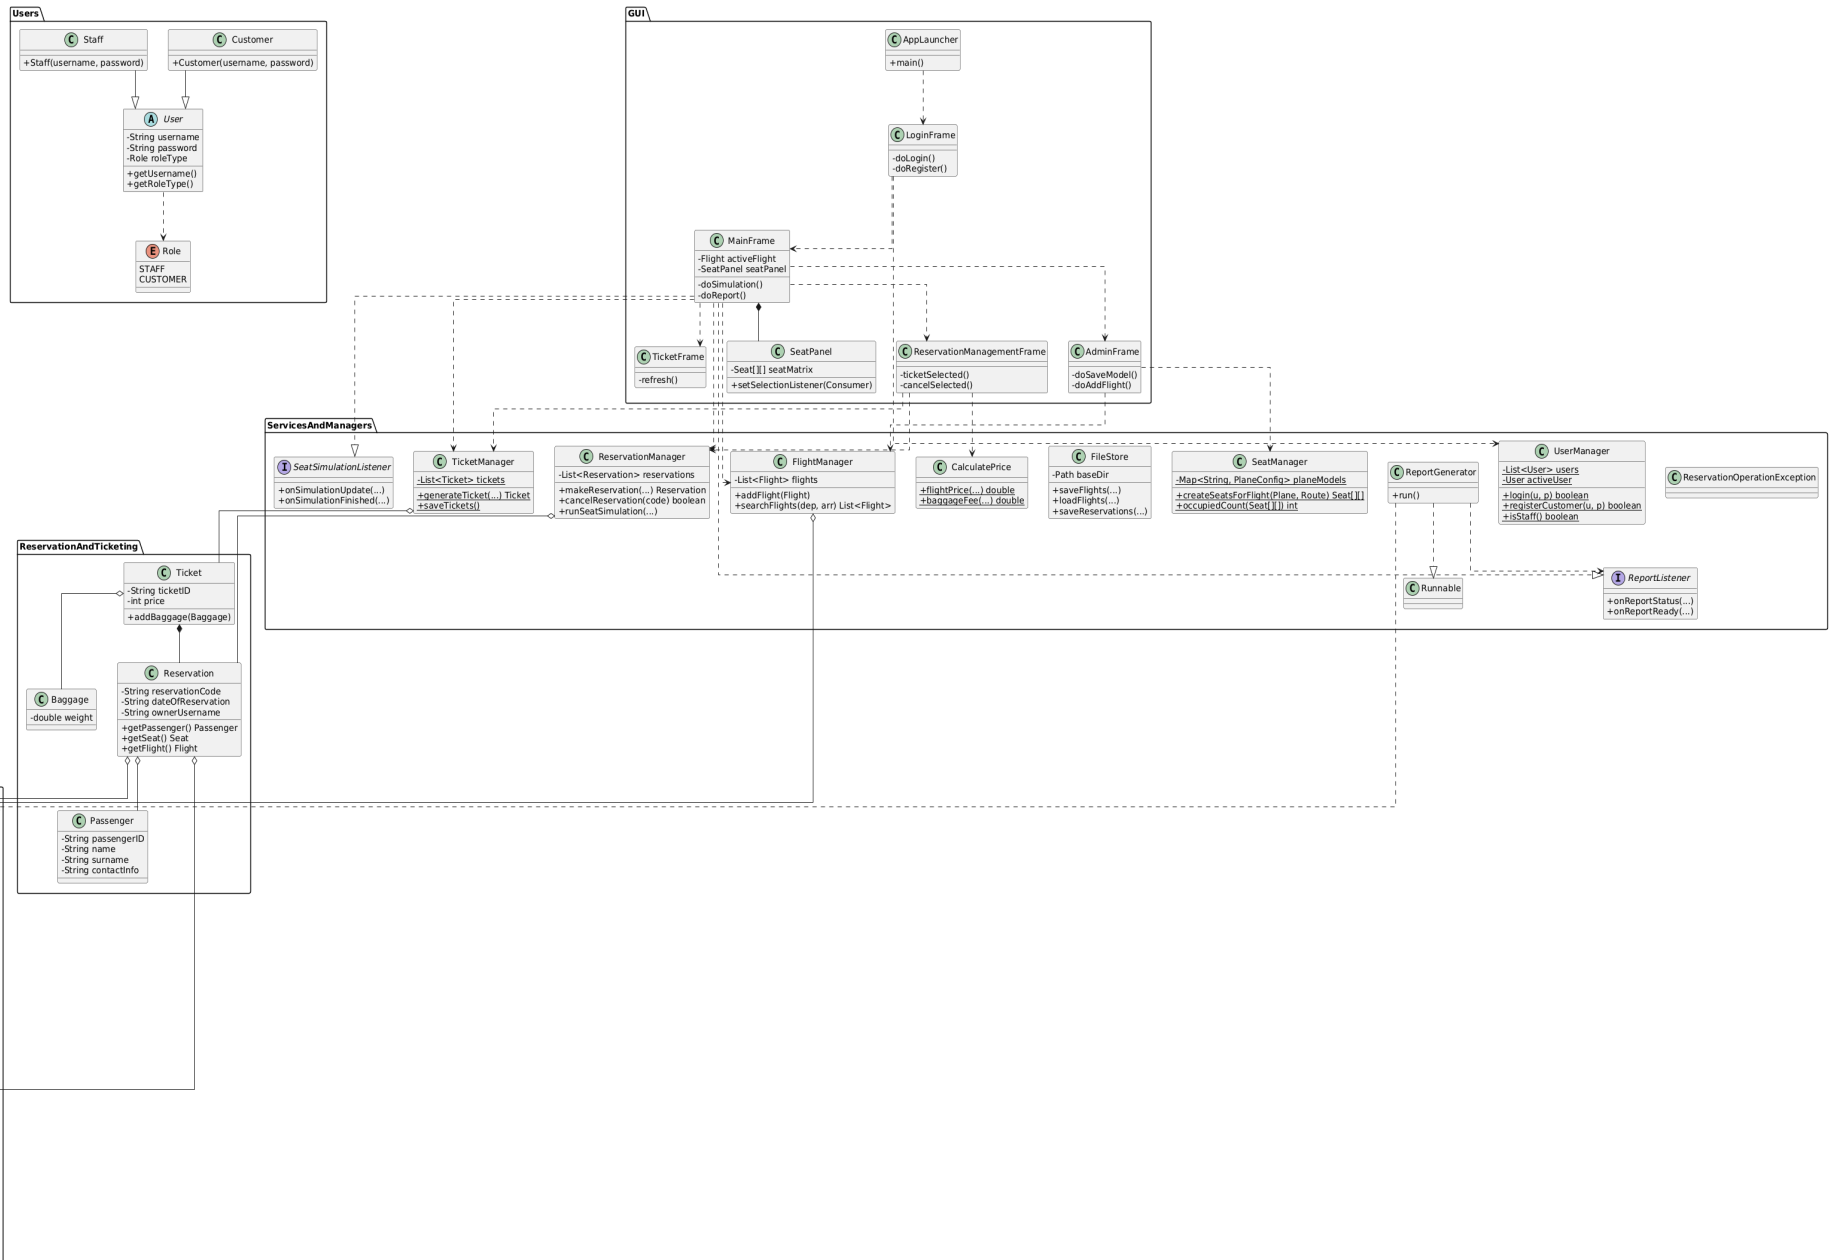 Users
C Staff
+Staff(username, password)
C Customer
+Customer(username, password)
A User
-String username
-String password
-Role roleType
+getUsername()
+getRoleType()
E Role
STAFF
CUSTOMER
GUI
C AppLauncher
+main()
C LoginFrame
-doLogin()
-doRegister()
C MainFrame
-Flight activeFlight
-SeatPanel seatPanel
-doSimulation()
-doReport()
C TicketFrame
-refresh()
C SeatPanel
-Seat[][] seatMatrix
+setSelectionListener(Consumer)
C ReservationManagementFrame
-ticketSelected()
-cancelSelected()
C AdminFrame
-doSaveModel()
-doAddFlight()
ServicesAndManagers
I SeatSimulationListener
+onSimulationUpdate(...)
+onSimulationFinished(...)
C TicketManager
-List<Ticket> tickets
+generateTicket(...) Ticket
+saveTickets()
C ReservationManager
-List<Reservation> reservations
+makeReservation(...) Reservation
+cancelReservation(code) boolean
+runSeatSimulation(...)
C FlightManager
-List<Flight> flights
+addFlight(Flight)
+searchFlights(dep, arr) List<Flight>
C CalculatePrice
+flightPrice(...) double
+baggageFee(...) double
C FileStore
-Path baseDir
+saveFlights(...)
+loadFlights(...)
+saveReservations(...)
C SeatManager
-Map<String, PlaneConfig> planeModels
+createSeatsForFlight(Plane, Route) Seat[][]
+occupiedCount(Seat[][]) int
C ReportGenerator
+run()
C UserManager
-List<User> users
-User activeUser
+login(u, p) boolean
+registerCustomer(u, p) boolean
+isStaff() boolean
C ReservationOperationException
C Runnable
I ReportListener
+onReportStatus(...)
+onReportReady(...)
ReservationAndTicketing
C Ticket
-String ticketID
-int price
+addBaggage(Baggage)
C Baggage
-double weight
C Reservation
-String reservationCode
-String dateOfReservation
-String ownerUsername
+getPassenger() Passenger
+getSeat() Seat
+getFlight() Flight
C Passenger
-String passengerID
-String name
-String surname
-String contactInfo